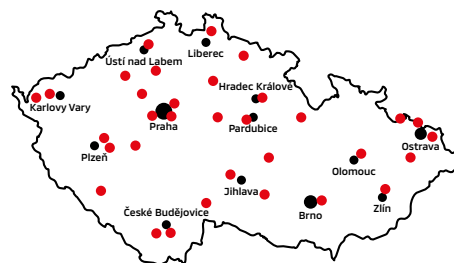 Liberec
Ústí nad Labem
Hradec Králové
Karlovy Vary
Praha
Pardubice
Ostrava
Plzeň
Olomouc
Jihlava
Zlín
České Budějovice
Brno